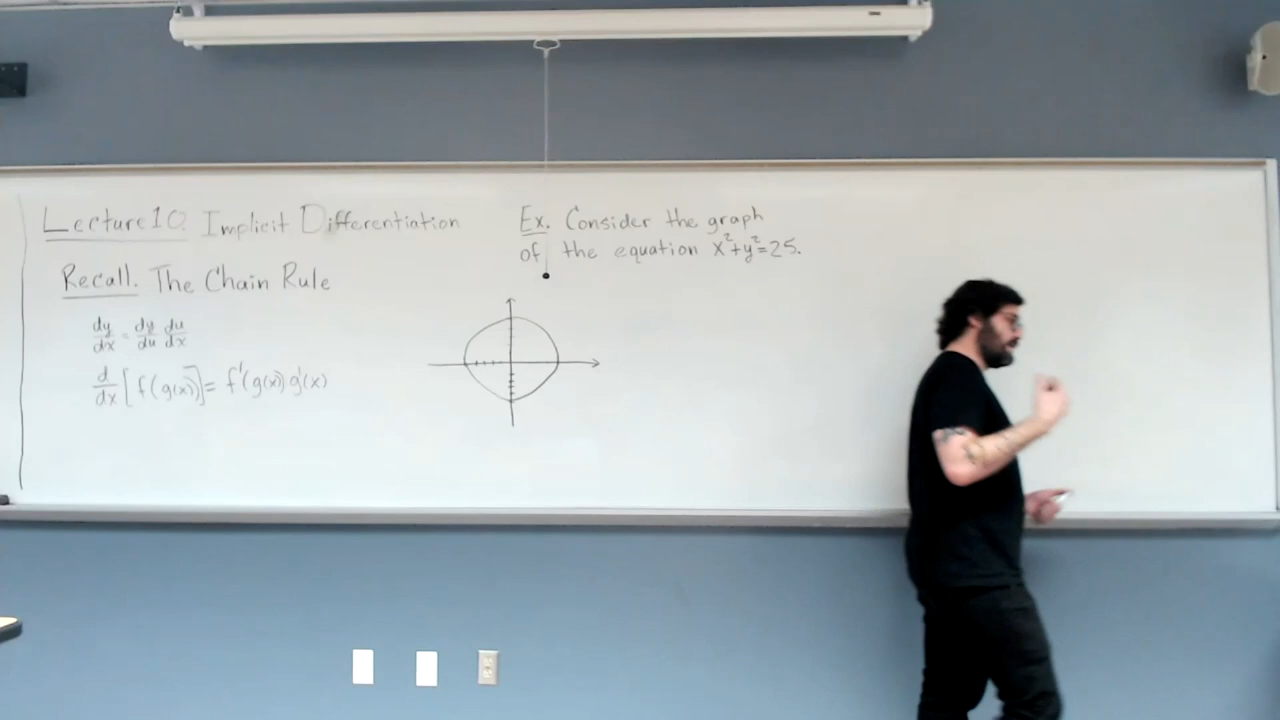 Lecture 10. Implicit Differentiation
Recall. The Chain Rule
dy/dx = dy/du du/dx
d/dx [f(g(x))] = f'(g(x)) g'(x)
Ex. Consider the graph
of the equation x²+y²=25.